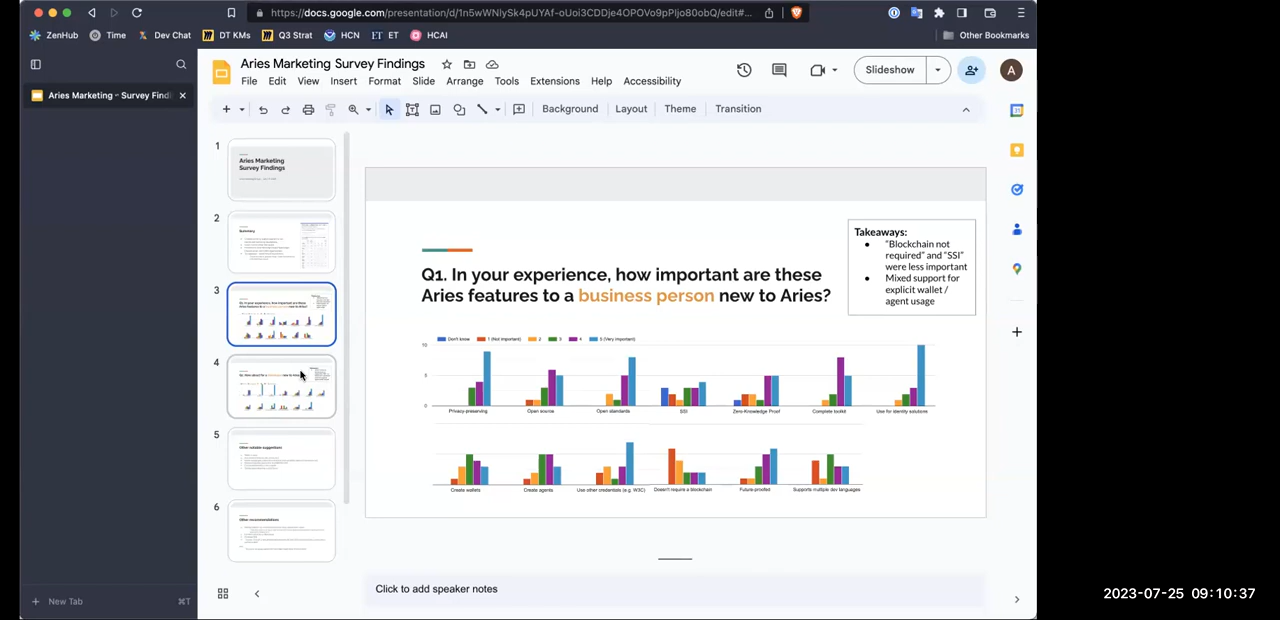 https://docs.google.com/presentation/d/1n5wWNlySk4pUYAf-oUoi3CDDje4OPOVo9pPIjo80obQ/edit#...
ZenHub Time Dev Chat DT KMs Q3 Strat HCN ET ET HCAI Other Bookmarks
Aries Marketing Survey Findings
File Edit View Insert Format Slide Arrange Tools Extensions Help Accessibility
Slideshow
A
Aries Marketing - Survey Findi
Background Layout Theme Transition
1
Aries Marketing
Survey Findings
2
Summary
3
4
5
Other notable suggestions
6
Other recommendations
Takeaways:
● "Blockchain not
required" and "SSI"
were less important
● Mixed support for
explicit wallet /
agent usage
Q1. In your experience, how important are these
Aries features to a business person new to Aries?
Don't know 1 (Not important) 2 3 4 5 (Very important)
10
5
0
Privacy-preserving Open source Open standards SSI Zero-Knowledge Proof Complete toolkit Use for identity solutions
Create wallets Create agents Use other credentials (e.g. W3C) Doesn't require a blockchain Future-proofed Supports multiple dev languages
Click to add speaker notes
New Tab ⌘T
2023-07-25 09:10:37